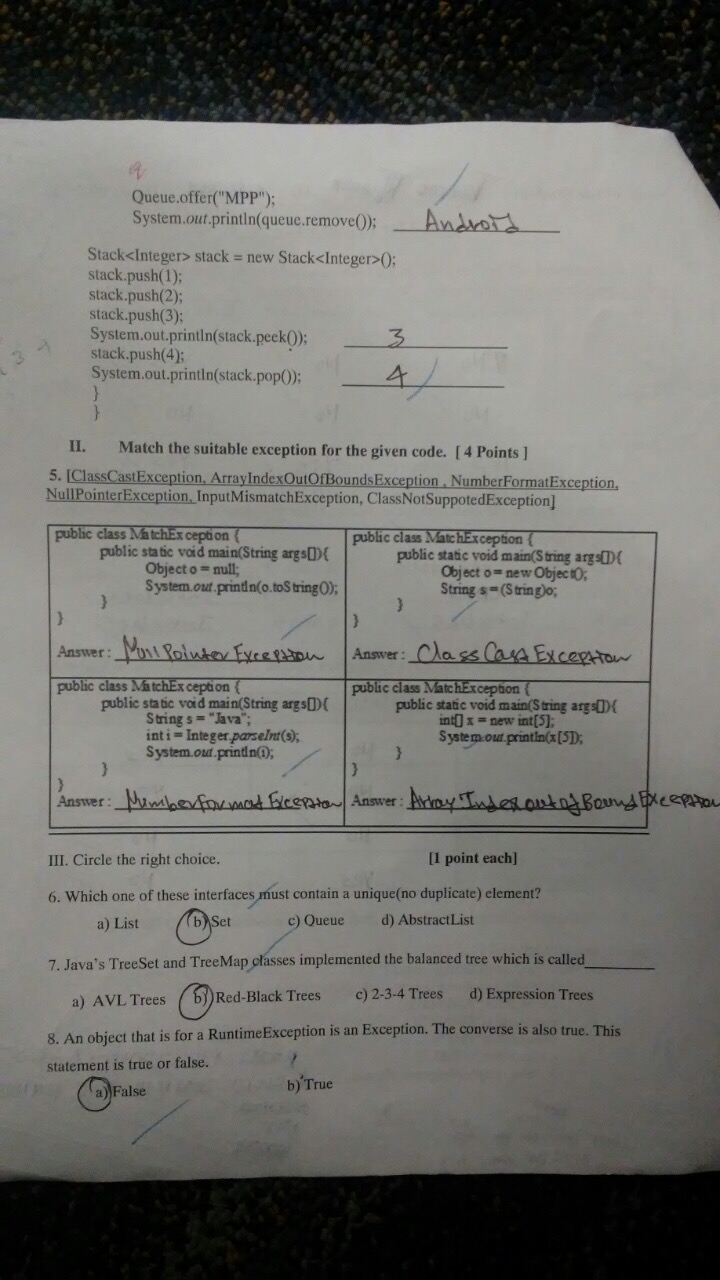 q
Queue.offer("MPP");
System.out.println(queue.remove()); Android
Stack<Integer> stack = new Stack<Integer>();
stack.push(1);
stack.push(2);
stack.push(3);
System.out.println(stack.peek()); 3
stack.push(4);
System.out.println(stack.pop()); 4
}
}
II. Match the suitable exception for the given code. [ 4 Points ]
5. [ClassCastException, ArrayIndexOutOfBoundsException , NumberFormatException,
NullPointerException, InputMismatchException, ClassNotSuppotedException]
public class MatchException {
public static void main(String args[]){
Object o = null;
System.out.println(o.toString());
}
}
Answer : NullPointer Exception
public class MatchException {
public static void main(String args[]){
Object o = new Object();
String s = (String)o;
}
}
Answer : Class Cast Exception
public class MatchException {
public static void main(String args[]){
String s = "Java";
int i = Integer.parseInt(s);
System.out.println(i);
}
}
Answer : Number format Exception
public class MatchException {
public static void main(String args[]){
int[] x = new int[5];
System.out.println(x[5]);
}
}
Answer : Array Index out of Bound Exception
III. Circle the right choice. [1 point each]
6. Which one of these interfaces must contain a unique(no duplicate) element?
a) List b) Set c) Queue d) AbstractList
7. Java's TreeSet and TreeMap classes implemented the balanced tree which is called
a) AVL Trees b) Red-Black Trees c) 2-3-4 Trees d) Expression Trees
8. An object that is for a RuntimeException is an Exception. The converse is also true. This
statement is true or false.
a) False b) True